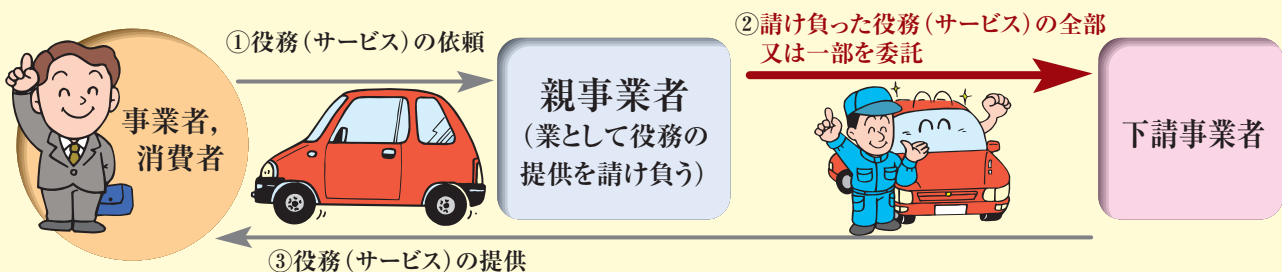 ①役務(サービス)の依頼
②請け負った役務(サービス)の全部
又は一部を委託
事業者,
消費者
親事業者
(業として役務の
提供を請け負う)
下請事業者
③役務(サービス)の提供